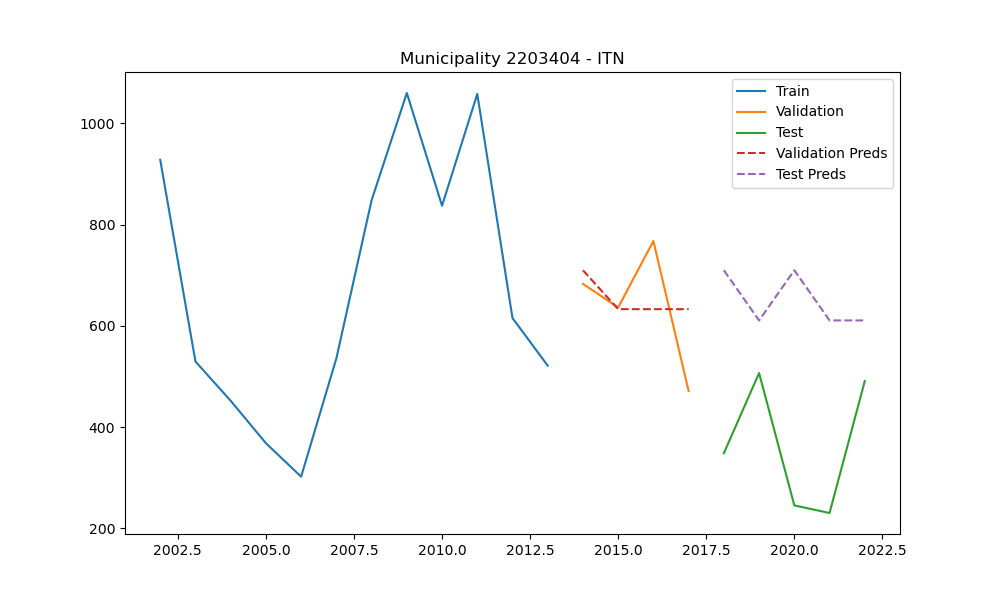 Municipality 2203404 - ITN
Train
Validation
Test
Validation Preds
Test Preds
1000
800
600
400
200
2002.5 2005.0 2007.5 2010.0 2012.5 2015.0 2017.5 2020.0 2022.5